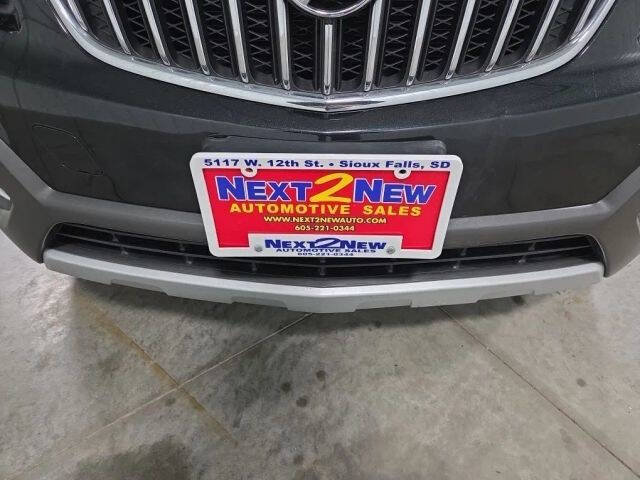 5117 W. 12th St. • Sioux Falls, SD
NEXT2NEW
AUTOMOTIVE SALES
WWW.NEXT2NEWAUTO.COM
605-221-0344
NEXT2NEW
AUTOMOTIVE SALES
605-221-0344